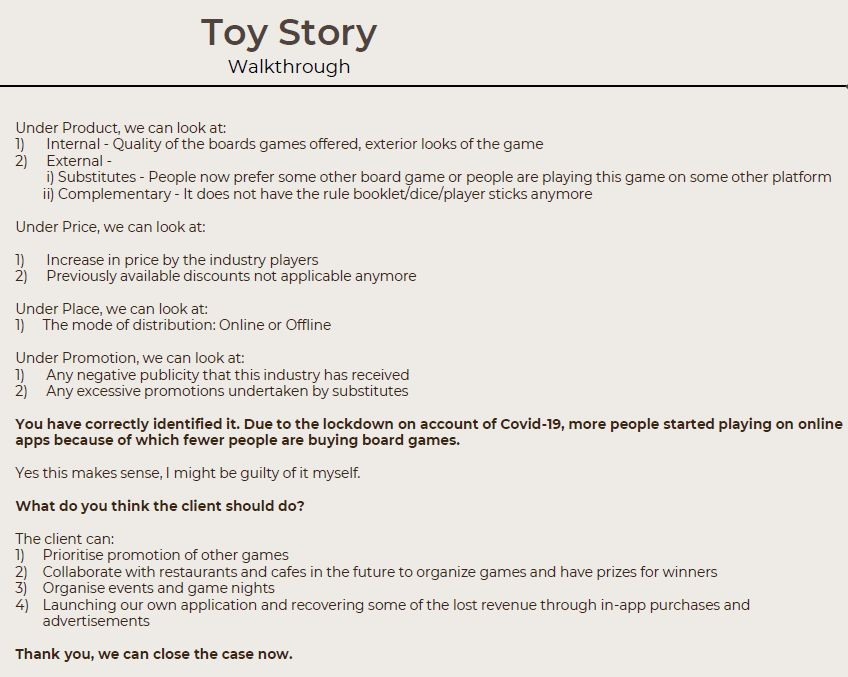 Toy Story
Walkthrough
Under Product, we can look at:
1) Internal - Quality of the boards games offered, exterior looks of the game
2) External -
i) Substitutes - People now prefer some other board game or people are playing this game on some other platform
ii) Complementary - It does not have the rule booklet/dice/player sticks anymore
Under Price, we can look at:
1) Increase in price by the industry players
2) Previously available discounts not applicable anymore
Under Place, we can look at:
1) The mode of distribution: Online or Offline
Under Promotion, we can look at:
1) Any negative publicity that this industry has received
2) Any excessive promotions undertaken by substitutes
You have correctly identified it. Due to the lockdown on account of Covid-19, more people started playing on online
apps because of which fewer people are buying board games.
Yes this makes sense, I might be guilty of it myself.
What do you think the client should do?
The client can:
1) Prioritise promotion of other games
2) Collaborate with restaurants and cafes in the future to organize games and have prizes for winners
3) Organise events and game nights
4) Launching our own application and recovering some of the lost revenue through in-app purchases and
advertisements
Thank you, we can close the case now.